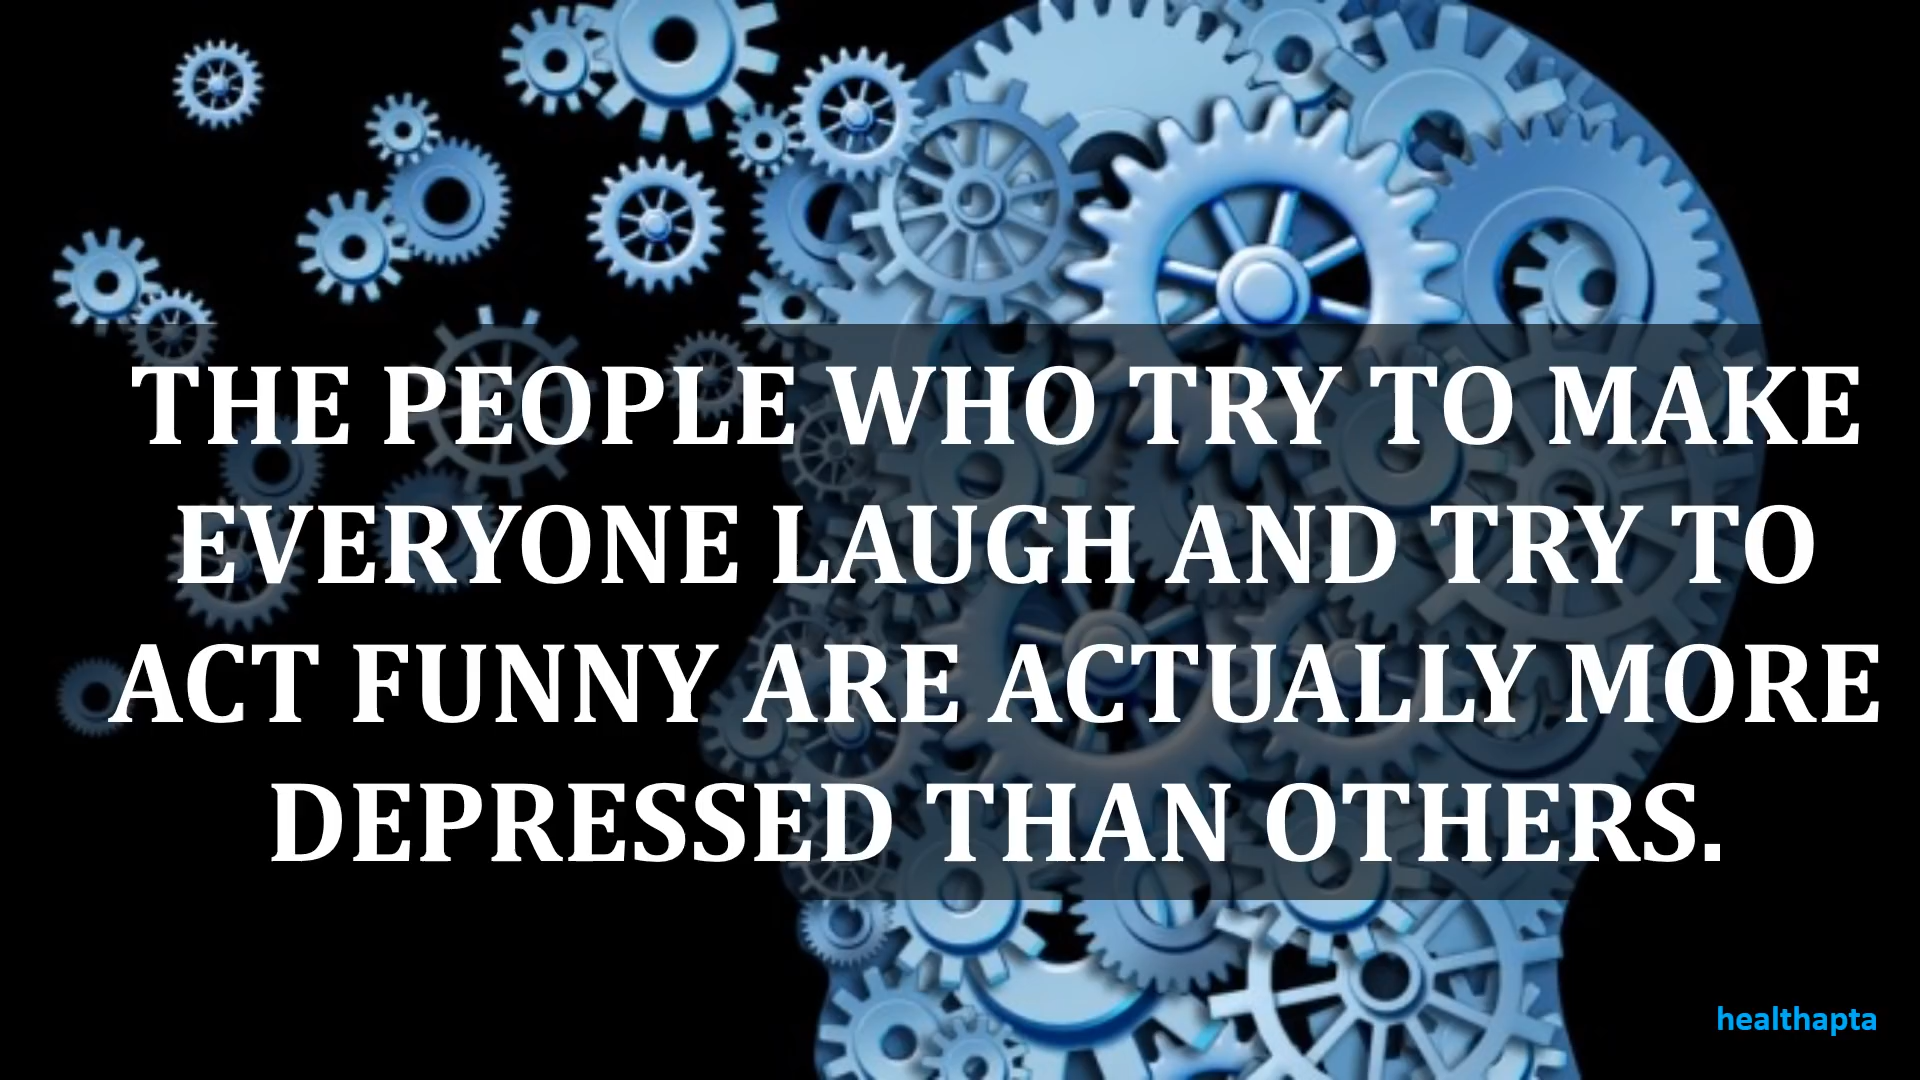 THE PEOPLE WHO TRY TO MAKE
EVERYONE LAUGH AND TRY TO
ACT FUNNY ARE ACTUALLY MORE
DEPRESSED THAN OTHERS.
healthapta